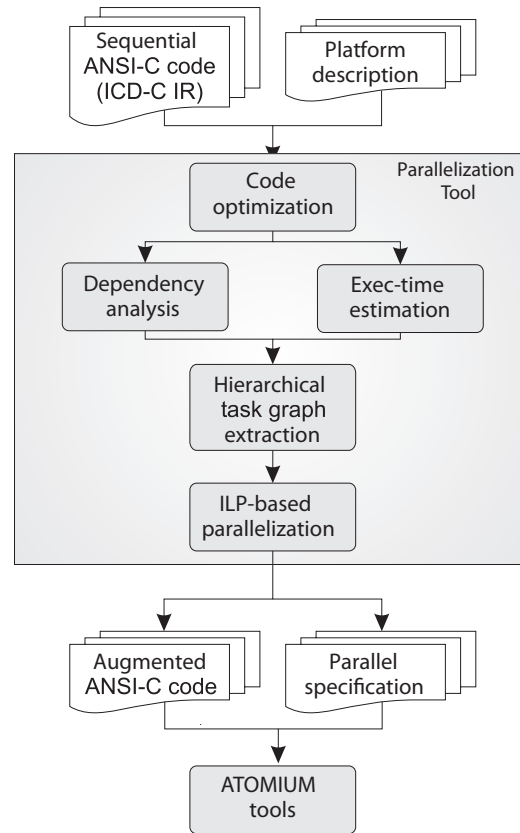 Sequential
ANSI-C code
(ICD-C IR)
Platform
description
Parallelization
Tool
Code
optimization
Dependency
analysis
Exec-time
estimation
Hierarchical
task graph
extraction
ILP-based
parallelization
Augmented
ANSI-C code
Parallel
specification
ATOMIUM
tools